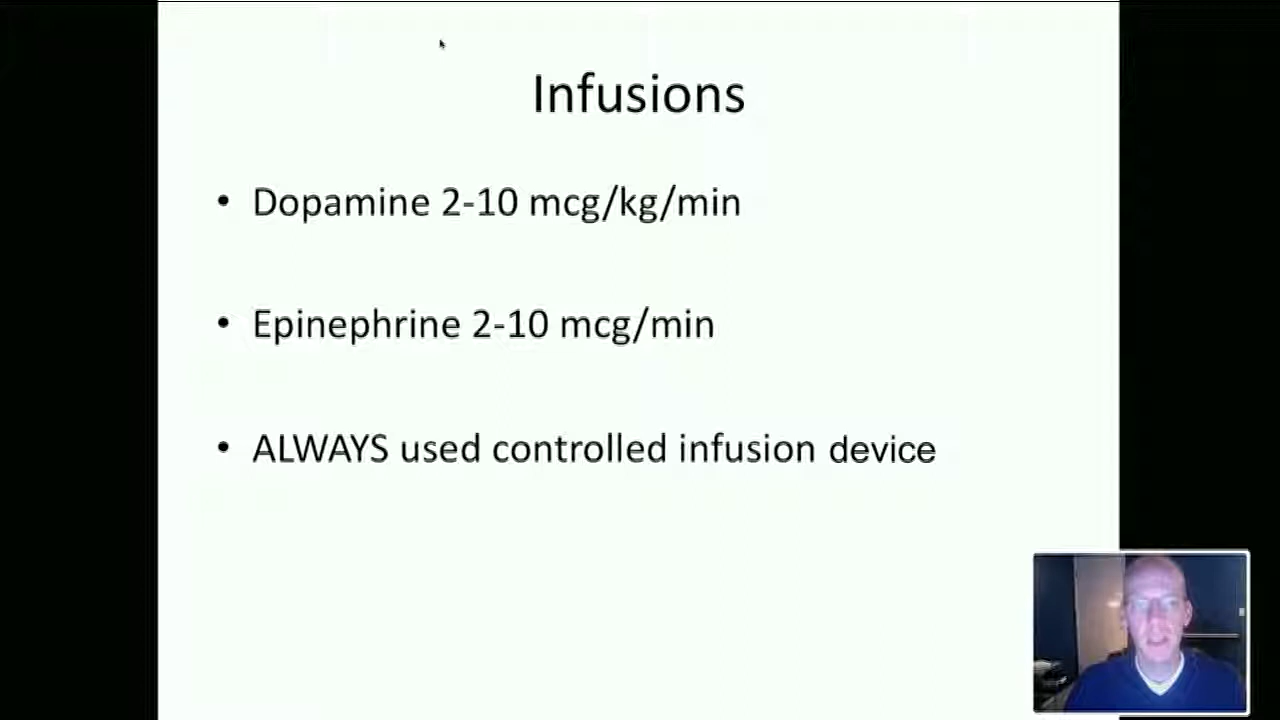 Infusions
• Dopamine 2-10 mcg/kg/min
• Epinephrine 2-10 mcg/min
• ALWAYS used controlled infusion device